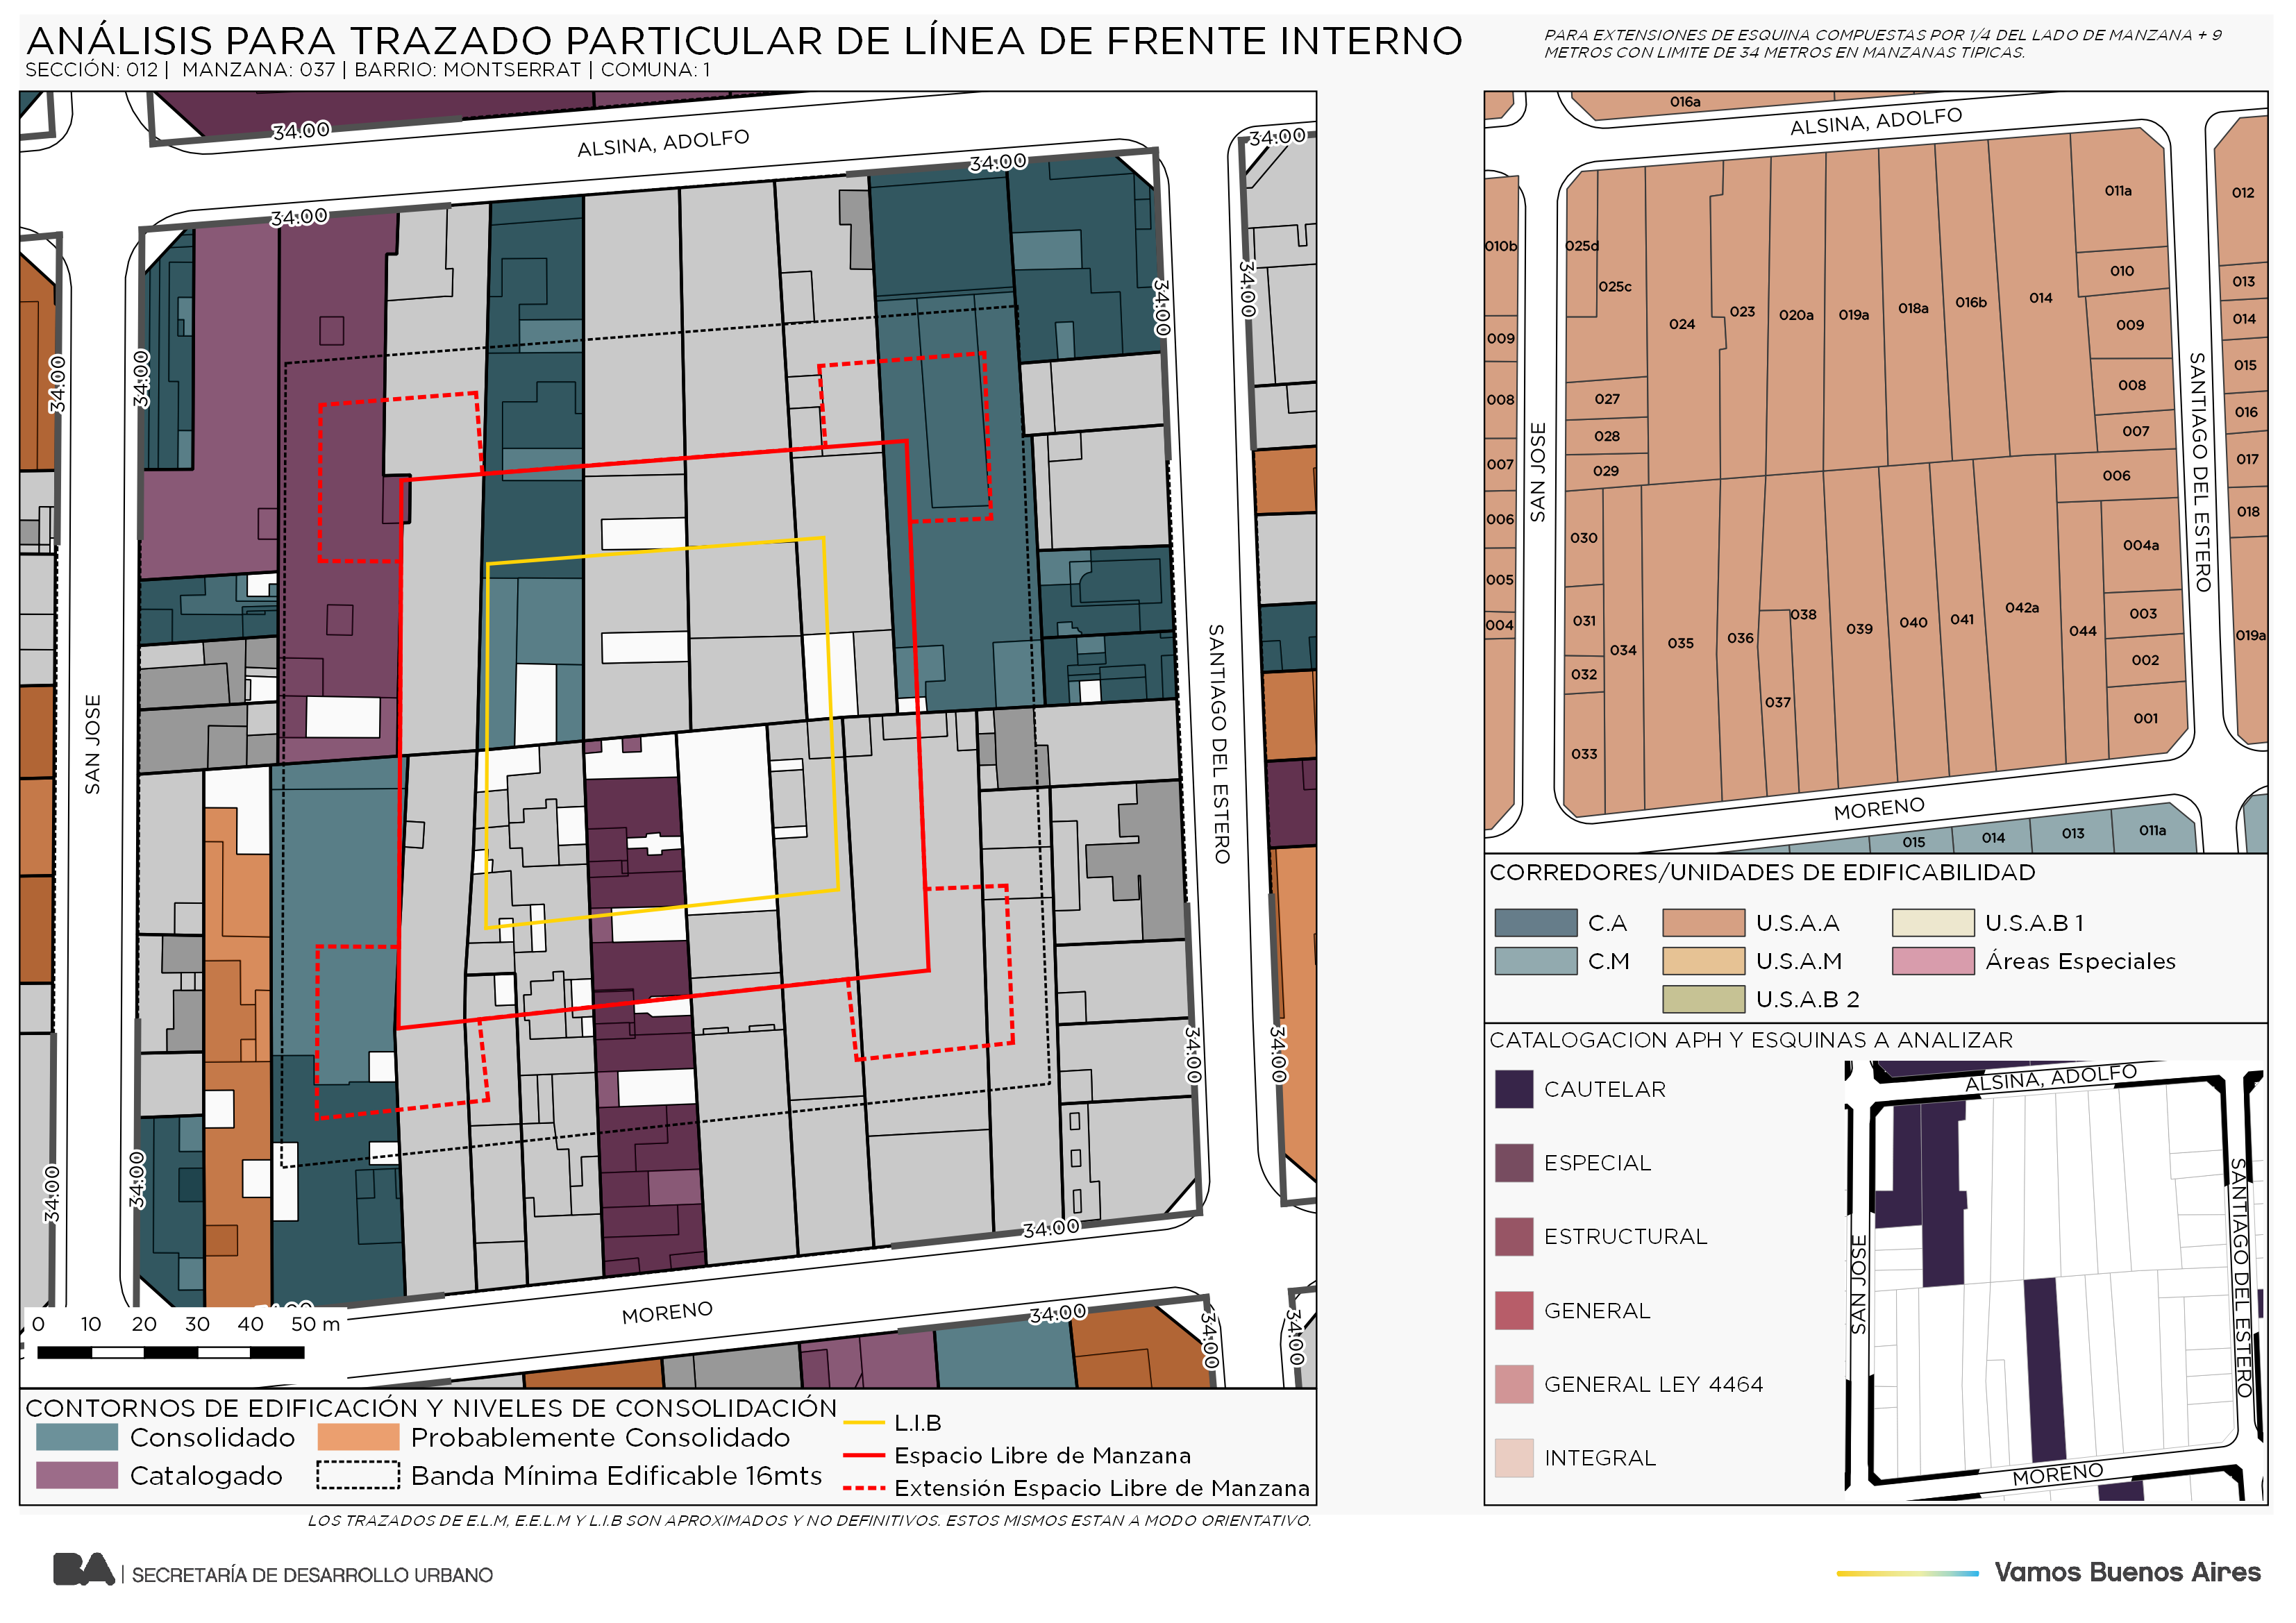 ANÁLISIS PARA TRAZADO PARTICULAR DE LÍNEA DE FRENTE INTERNO
SECCIÓN: 012 | MANZANA: 037 | BARRIO: MONTSERRAT | COMUNA: 1
PARA EXTENSIONES DE ESQUINA COMPUESTAS POR 1/4 DEL LADO DE MANZANA + 9
METROS CON LIMITE DE 34 METROS EN MANZANAS TIPICAS.
34.00
34.00
ALSINA, ADOLFO
34.00
34.00
34.00
34.00
34.00
34.00
SAN JOSE
SANTIAGO DEL ESTERO
34.00
34.00
34.00
34.00
34.00
MORENO
34.00
34.00
34.00
0 10 20 30 40 50 m
CONTORNOS DE EDIFICACIÓN Y NIVELES DE CONSOLIDACIÓN
Consolidado
Probablemente Consolidado
Catalogado
Banda Mínima Edificable 16mts
L.I.B
Espacio Libre de Manzana
Extensión Espacio Libre de Manzana
LOS TRAZADOS DE E.L.M, E.E.L.M Y L.I.B SON APROXIMADOS Y NO DEFINITIVOS. ESTOS MISMOS ESTAN A MODO ORIENTATIVO.
016a
ALSINA, ADOLFO
011a
012
010b
025d
025c
024
023
020a
019a
018a
016b
014
010
013
009
009
014
008
027
008
015
028
007
016
007
029
006
017
SAN JOSE
SANTIAGO DEL ESTERO
006
030
004a
018
005
004
031
034
035
036
038
039
040
041
042a
044
003
019a
032
002
037
001
033
MORENO
015
014
013
011a
CORREDORES/UNIDADES DE EDIFICABILIDAD
C.A
U.S.A.A
U.S.A.B 1
C.M
U.S.A.M
Áreas Especiales
U.S.A.B 2
CATALOGACION APH Y ESQUINAS A ANALIZAR
CAUTELAR
ESPECIAL
ESTRUCTURAL
GENERAL
GENERAL LEY 4464
INTEGRAL
ALSINA, ADOLFO
SAN JOSE
SANTIAGO DEL ESTERO
MORENO
BA | SECRETARÍA DE DESARROLLO URBANO
Vamos Buenos Aires